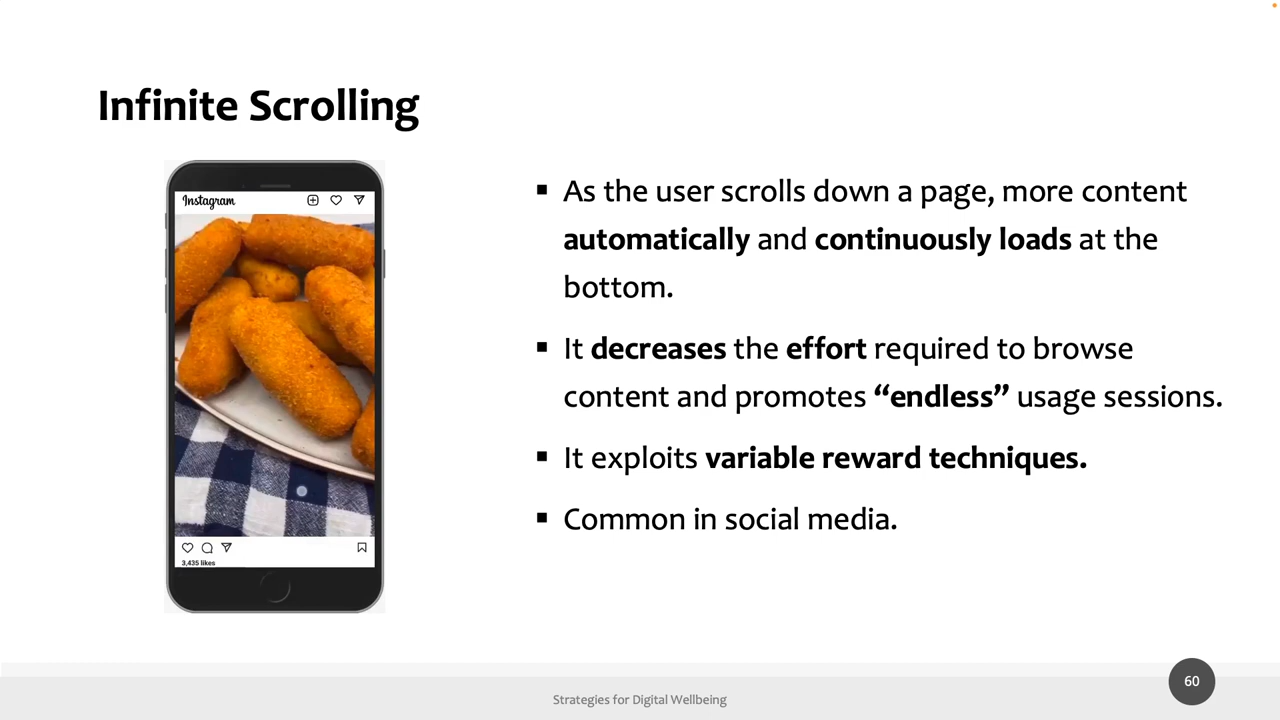 Infinite Scrolling
Instagram
3,435 likes
▪ As the user scrolls down a page, more content
automatically and continuously loads at the
bottom.
▪ It decreases the effort required to browse
content and promotes “endless” usage sessions.
▪ It exploits variable reward techniques.
▪ Common in social media.
Strategies for Digital Wellbeing
60